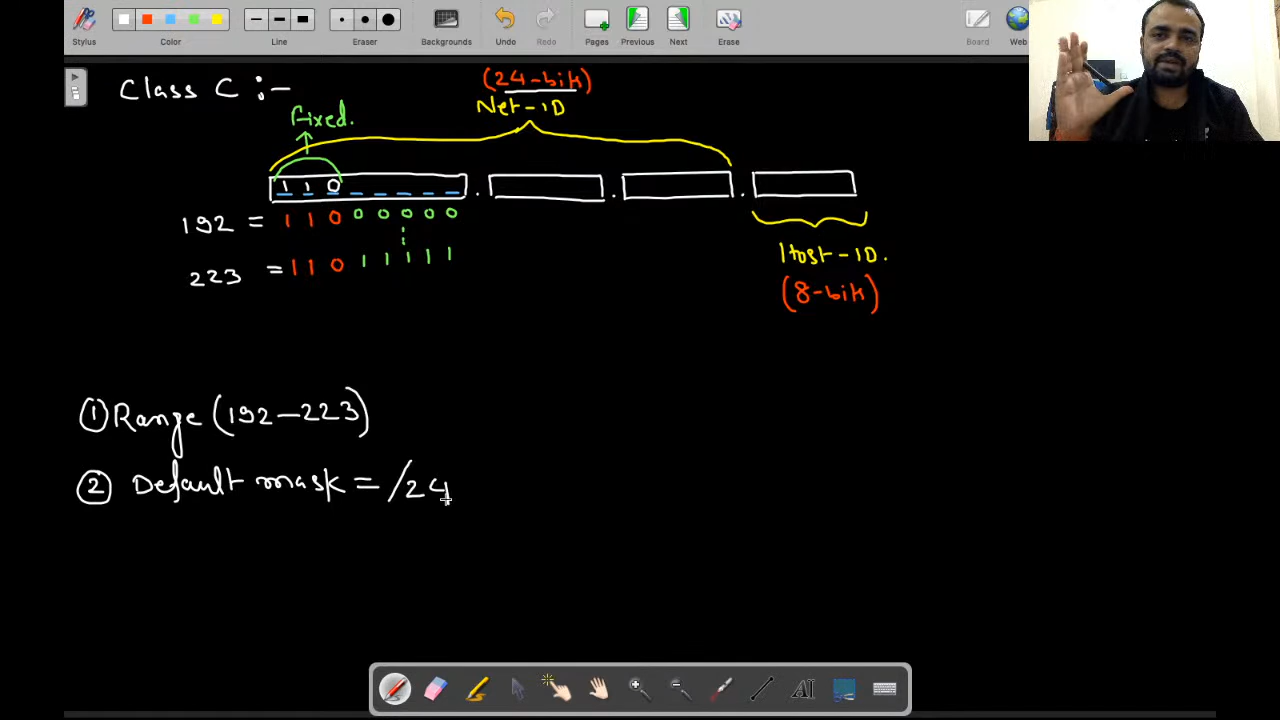 Stylus
Color
Line
Eraser
Backgrounds
Undo
Redo
Pages
Previous
Next
Erase
Board
Web
Class C :-
(24-bit)
Net-ID
Fixed.
1 1 0 _ _ _ _ _ . . .
192 = 1 1 0 0 0 0 0 0
223 = 1 1 0 1 1 1 1 1
Host-ID.
(8-bit)
① Range (192-223)
② Default mask = /24
AI